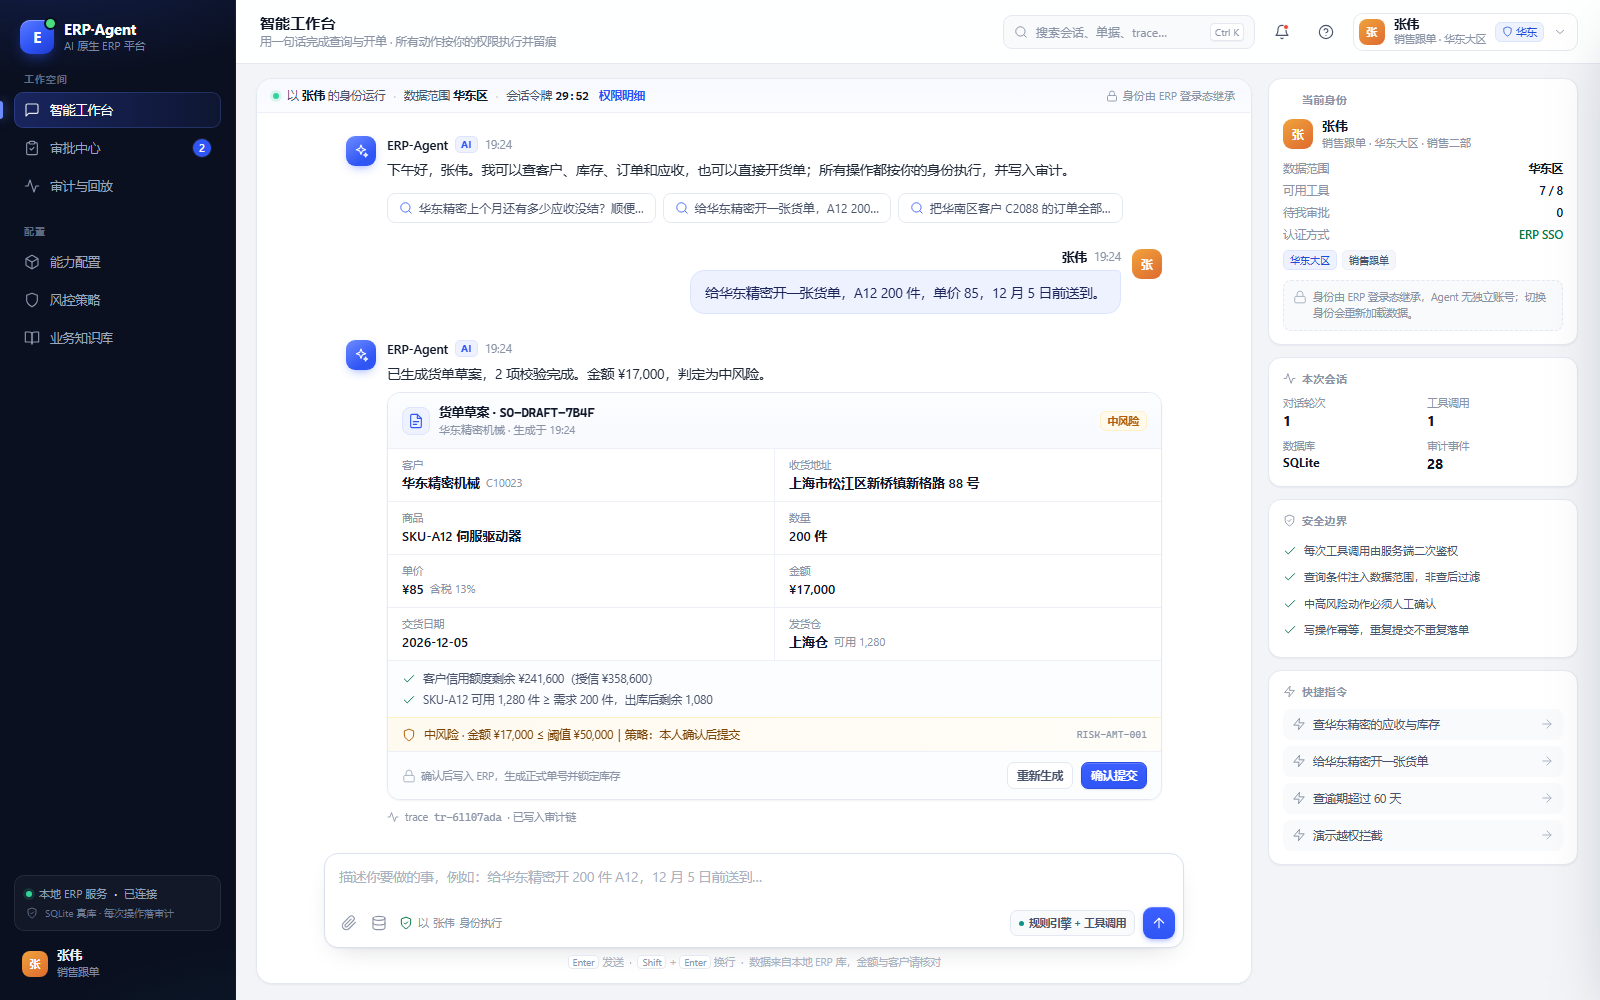 E
ERP-Agent
AI 原生 ERP 平台
工作空间
智能工作台
审批中心
2
审计与回放
配置
能力配置
风控策略
业务知识库
本地 ERP 服务 · 已连接
SQLite 真库 · 每次操作落审计
张
张伟
销售跟单
智能工作台
用一句话完成查询与开单 · 所有动作按你的权限执行并留痕
搜索会话、单据、trace...
Ctrl K
张
张伟
销售跟单 · 华东大区
华东
以 张伟 的身份运行 · 数据范围 华东区 · 会话令牌 29:52 权限明细
身份由 ERP 登录态继承
ERP-Agent AI 19:24
下午好，张伟。我可以查客户、库存、订单和应收，也可以直接开货单；所有操作都按你的身份执行，并写入审计。
华东精密上个月还有多少应收没结？顺便...
给华东精密开一张货单，A12 200...
把华南区客户 C2088 的订单全部...
张伟 19:24
张
给华东精密开一张货单，A12 200 件，单价 85，12 月 5 日前送到。
ERP-Agent AI 19:24
已生成货单草案，2 项校验完成。金额 ¥17,000，判定为中风险。
货单草案 · SO-DRAFT-7B4F
华东精密机械 · 生成于 19:24
中风险
客户
华东精密机械 C10023
收货地址
上海市松江区新桥镇新格路 88 号
商品
SKU-A12 伺服驱动器
数量
200 件
单价
¥85 含税 13%
金额
¥17,000
交货日期
2026-12-05
发货仓
上海仓 可用 1,280
客户信用额度剩余 ¥241,600（授信 ¥358,600）
SKU-A12 可用 1,280 件 ≥ 需求 200 件，出库后剩余 1,080
中风险 · 金额 ¥17,000 ≤ 阈值 ¥50,000 | 策略：本人确认后提交
RISK-AMT-001
确认后写入 ERP，生成正式单号并锁定库存
重新生成
确认提交
trace tr-61107ada · 已写入审计链
描述你要做的事，例如：给华东精密开 200 件 A12，12 月 5 日前送到...
以 张伟 身份执行
规则引擎 + 工具调用
Enter 发送 · Shift + Enter 换行 · 数据来自本地 ERP 库，金额与客户请核对
当前身份
张
张伟
销售跟单 · 华东大区 · 销售二部
数据范围 华东区
可用工具 7 / 8
待我审批 0
认证方式 ERP SSO
华东大区 销售跟单
身份由 ERP 登录态继承，Agent 无独立账号；切换
身份会重新加载数据。
本次会话
对话轮次
1
工具调用
1
数据库
SQLite
审计事件
28
安全边界
每次工具调用由服务端二次鉴权
查询条件注入数据范围，非查后过滤
中高风险动作必须人工确认
写操作幂等，重复提交不重复落单
快捷指令
查华东精密的应收与库存
给华东精密开一张货单
查逾期超过 60 天
演示越权拦截